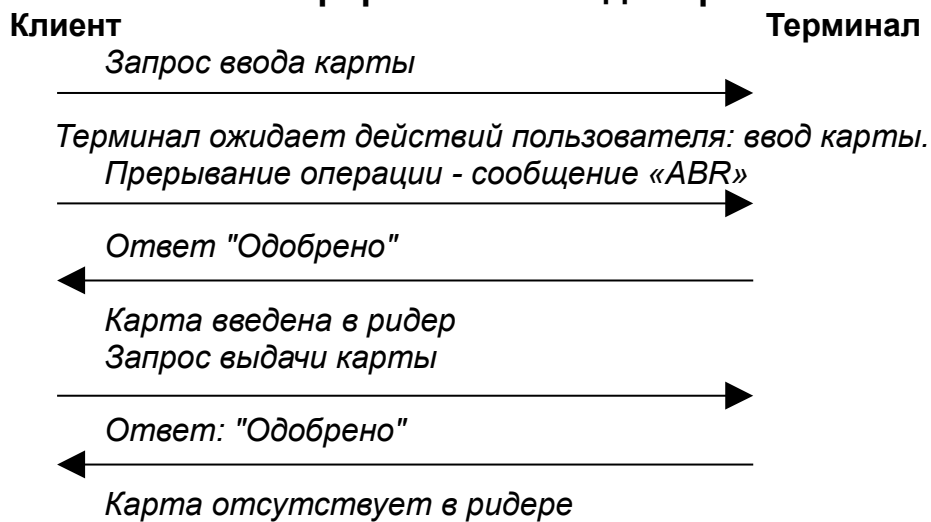 Клиент Терминал
Запрос ввода карты
Терминал ожидает действий пользователя: ввод карты.
Прерывание операции - сообщение «ABR»
Ответ "Одобрено"
Карта введена в ридер
Запрос выдачи карты
Ответ: "Одобрено"
Карта отсутствует в ридере